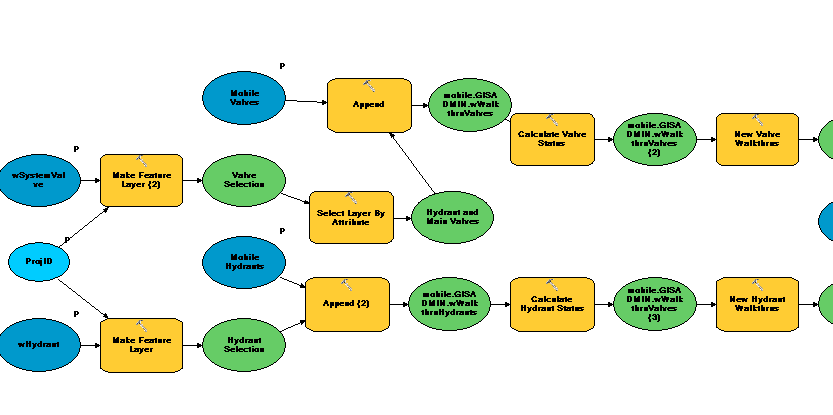 P
Mobile
Valves
Append
mobile.GISA
DMIN.wWalk
thruValves
Calculate Valve
Status
mobile.GISA
DMIN.wWalk
thruValves
(2)
New Valve
Walkthrus
P
wSystemVal
ve
Make Feature
Layer (2)
Valve
Selection
Select Layer By
Attribute
Hydrant and
Main Valves
P
ProjID
P
Mobile
Hydrants
Append (2)
mobile.GISA
DMIN.wWalk
thruHydrants
Calculate
Hydrant Status
mobile.GISA
DMIN.wWalk
thruValves
(3)
New Hydrant
Walkthrus
P
wHydrant
Make Feature
Layer
Hydrant
Selection